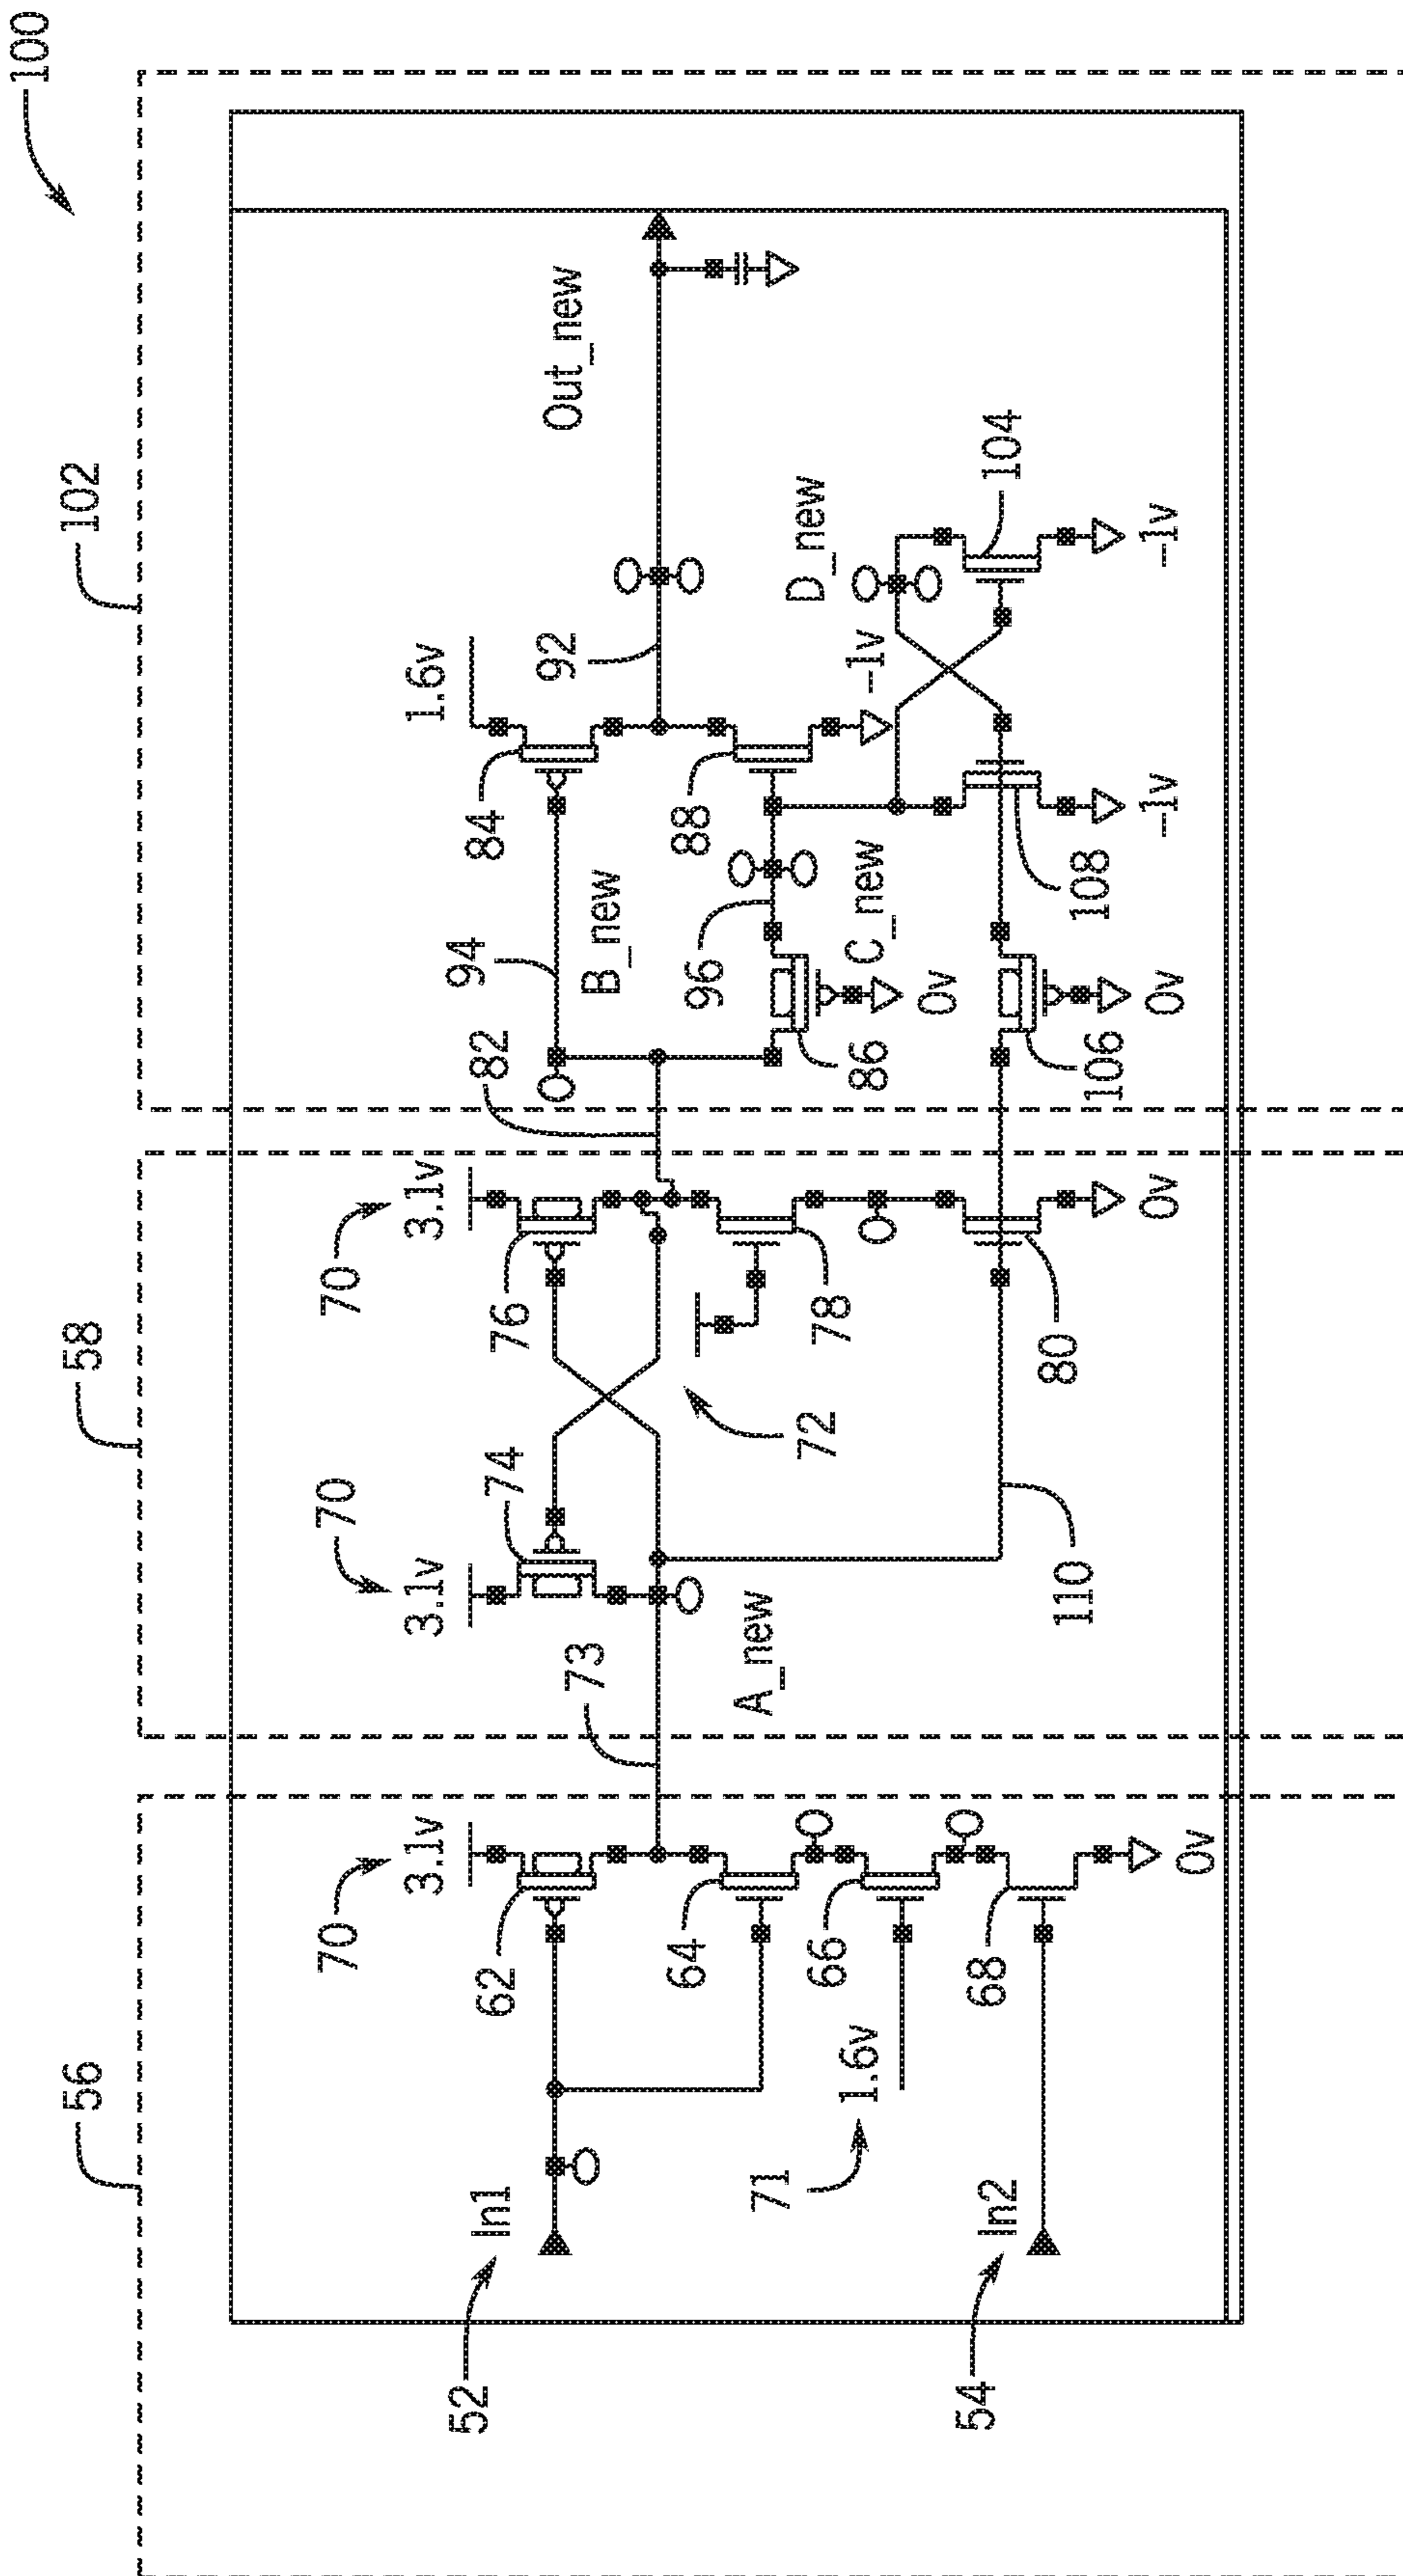 100
102
58
56
70
3.1v
62
64
66
68
0v
52
In1
71
1.6v
54
In2
73
A_new
70
3.1v
74
72
110
70
3.1v
76
78
80
0v
82
94
B_new
84
1.6v
92
Out_new
96
88
-1v
D_new
C_new
86
0v
106
0v
108
-1v
104
-1v